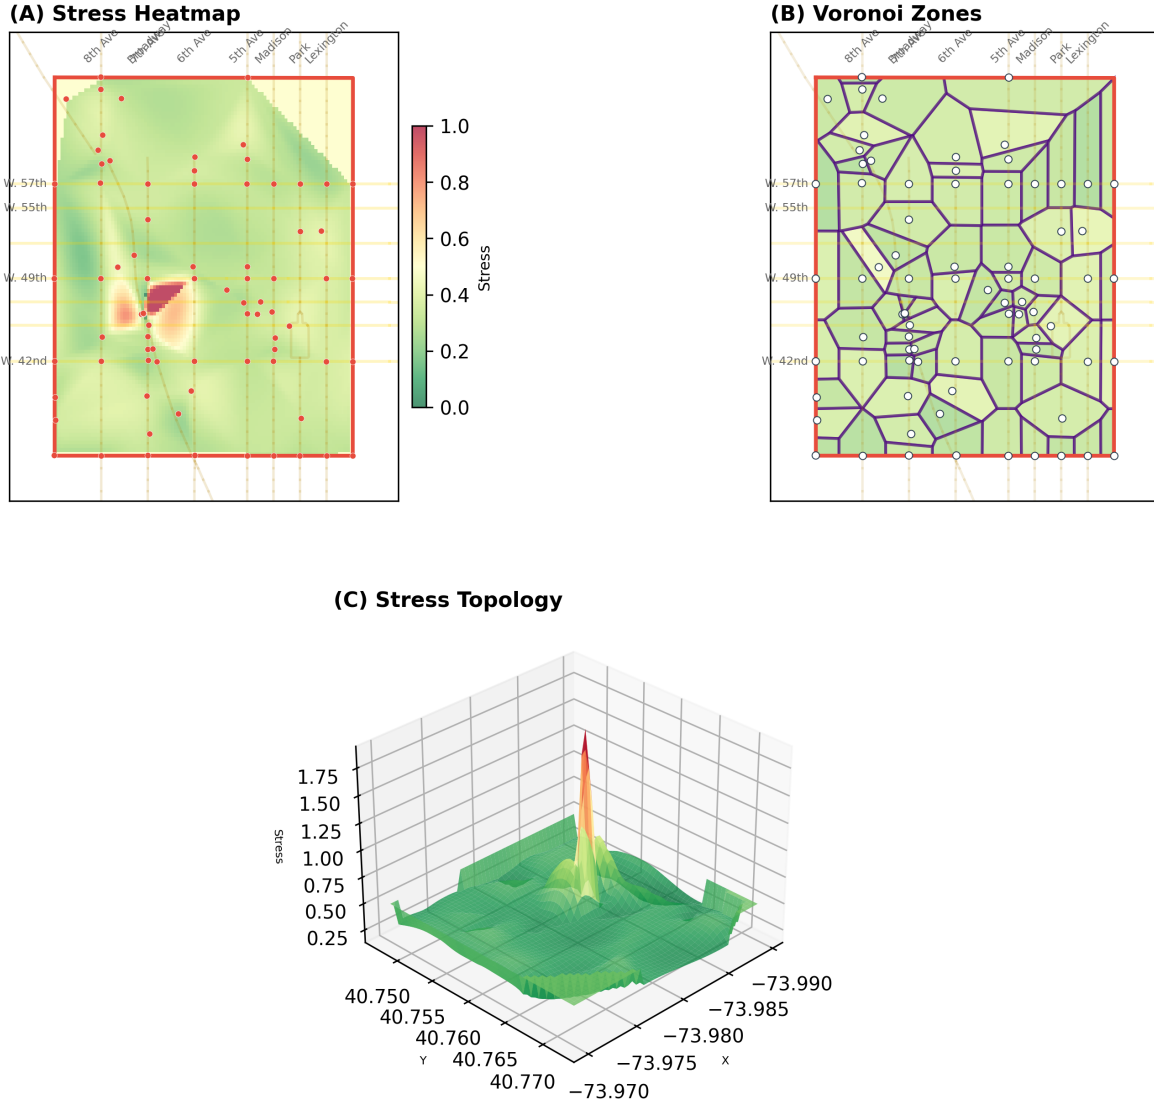 (A) Stress Heatmap
8th Ave
Broadway
6th Ave
5th Ave
Madison
Park
Lexington
W. 57th
W. 55th
W. 49th
W. 42nd
1.0
0.8
0.6
0.4
0.2
0.0
Stress
(B) Voronoi Zones
8th Ave
Broadway
6th Ave
5th Ave
Madison
Park
Lexington
W. 57th
W. 55th
W. 49th
W. 42nd
(C) Stress Topology
1.75
1.50
1.25
1.00
0.75
0.50
0.25
Stress
40.750
40.755
40.760
40.765
40.770
Y
−73.990
−73.985
−73.980
−73.975
−73.970
X